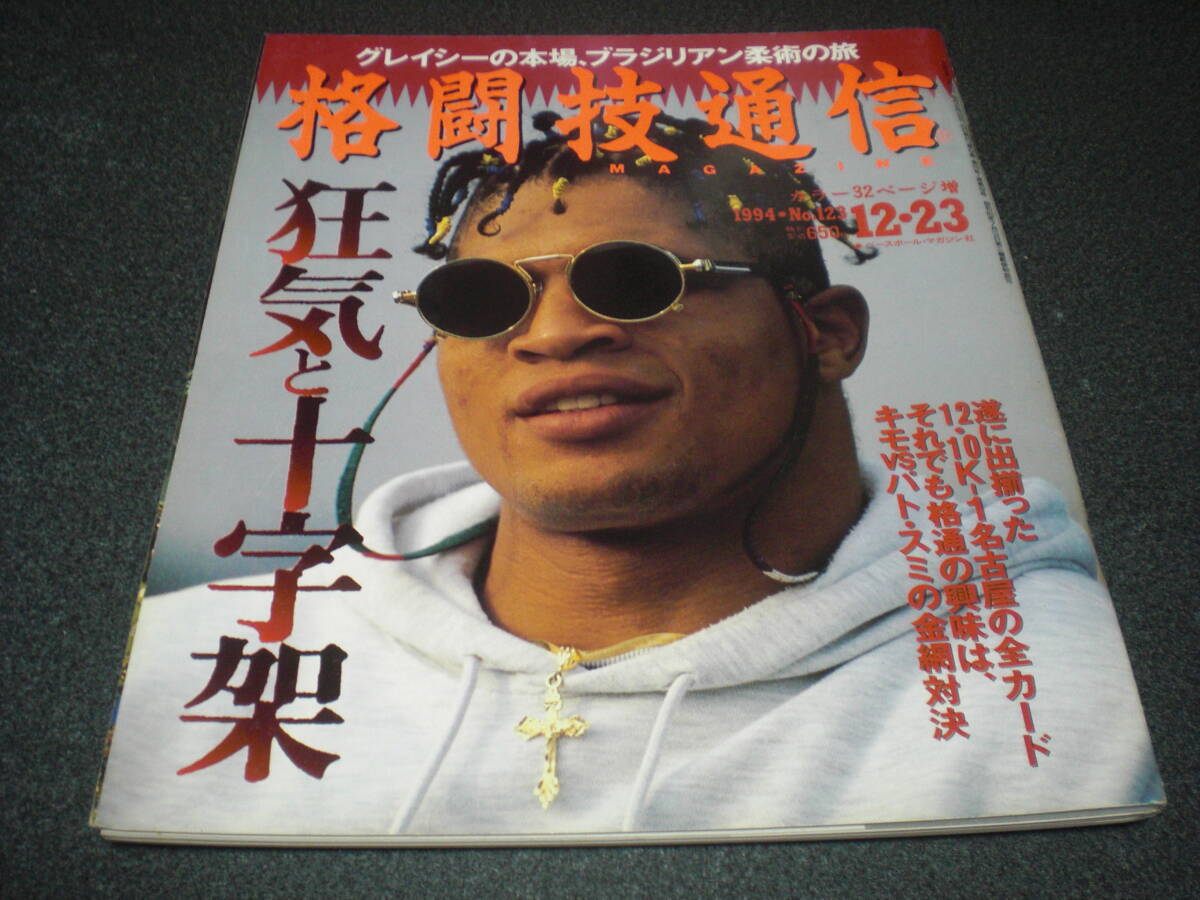 グレイシーの本場、ブラジリアン柔術の旅
格闘技通信
MAGAZINE
カラー32ページ増
1994・No.123
650
12・23
ベースボール・マガジン社
狂気と十字架
遂に出揃った
12・10K-1名古屋の全カード
それでも格通の興味は、
キモVSパト・スミの金網対決